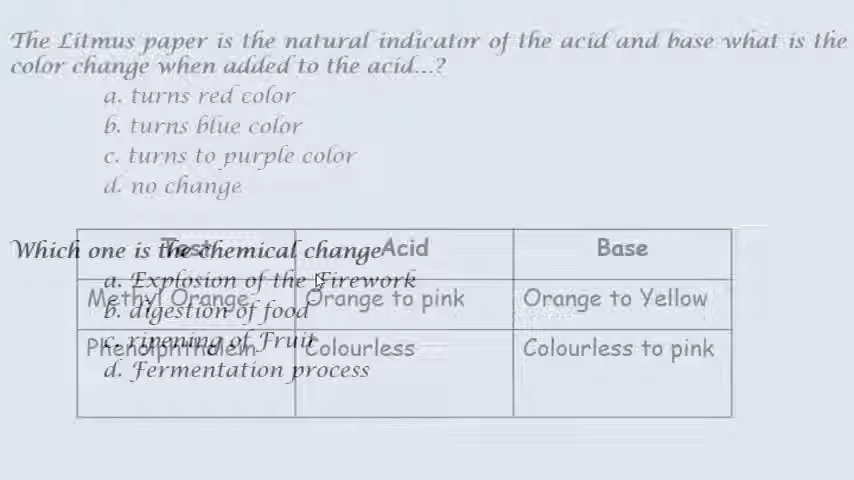 The Litmus paper is the natural indicator of the acid and base what is the
color change when added to the acid...?
a. turns red color
b. turns blue color
c. turns to purple color
d. no change
Which one is the chemical change
a. Explosion of the Firework
b. digestion of food
c. ripening of Fruit
d. Fermentation process
Test Acid Base
Methyl Orange Orange to pink Orange to Yellow
Colourless Colourless to pink